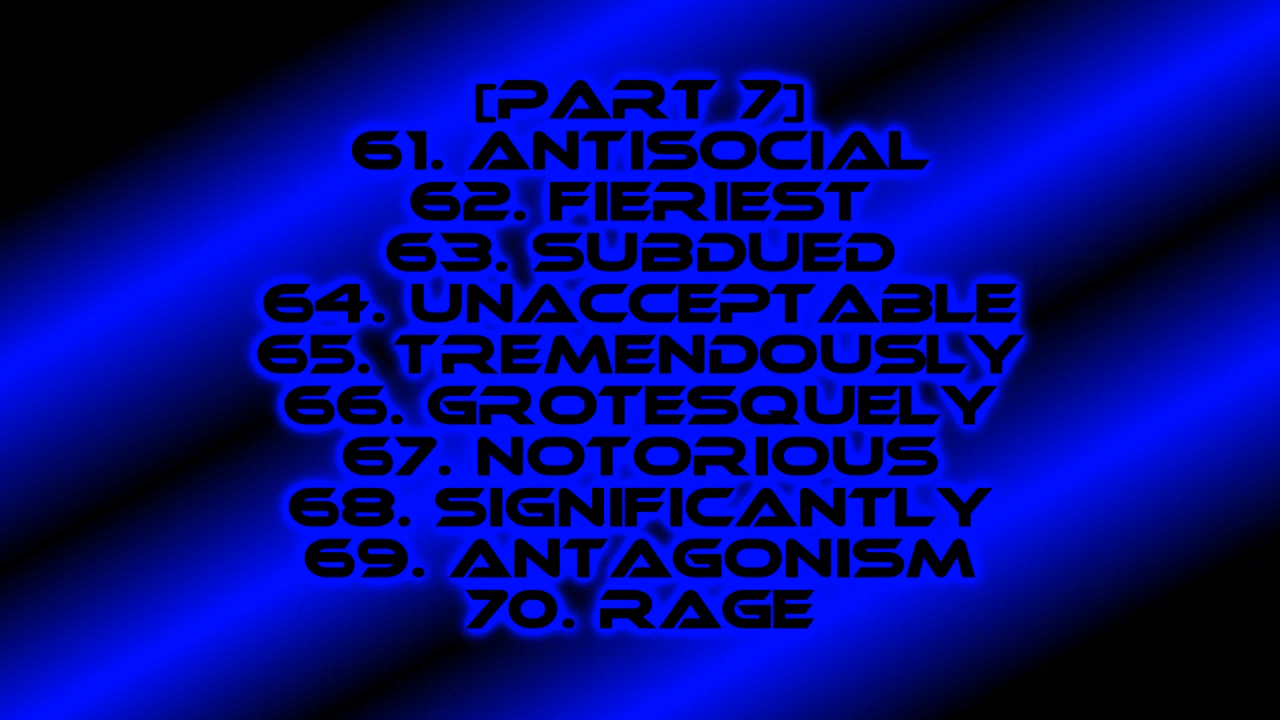 [PART 7]
61. ANTISOCIAL
62. FIERIEST
63. SUBDUED
64. UNACCEPTABLE
65. TREMENDOUSLY
66. GROTESQUELY
67. NOTORIOUS
68. SIGNIFICANTLY
69. ANTAGONISM
70. RAGE